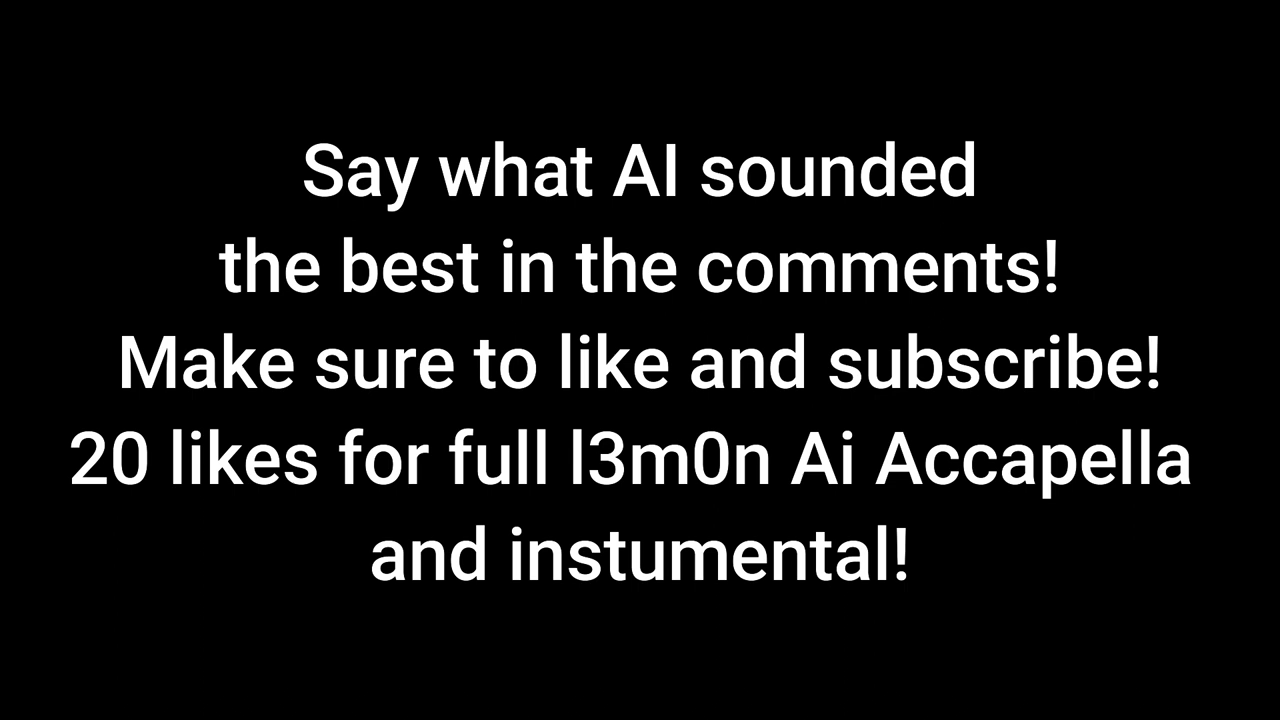 Say what AI sounded
the best in the comments!
Make sure to like and subscribe!
20 likes for full l3m0n Ai Accapella
and instumental!